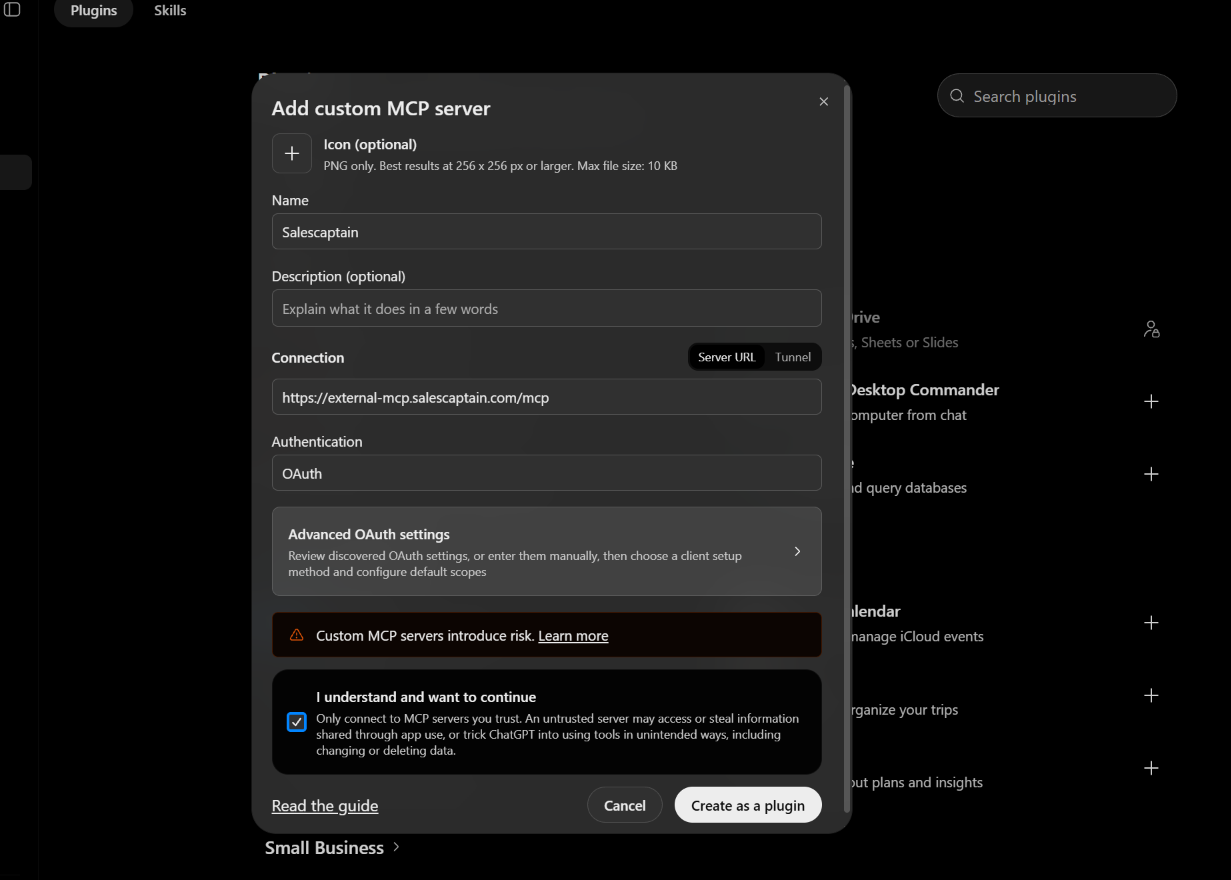 Plugins
Skills
Search plugins
Add custom MCP server
Icon (optional)
PNG only. Best results at 256 x 256 px or larger. Max file size: 10 KB
Name
Salescaptain
Description (optional)
Explain what it does in a few words
Connection
Server URL
Tunnel
https://external-mcp.salescaptain.com/mcp
Authentication
OAuth
Advanced OAuth settings
Review discovered OAuth settings, or enter them manually, then choose a client setup
method and configure default scopes
Custom MCP servers introduce risk. Learn more
I understand and want to continue
Only connect to MCP servers you trust. An untrusted server may access or steal information
shared through app use, or trick ChatGPT into using tools in unintended ways, including
changing or deleting data.
Read the guide
Cancel
Create as a plugin
rive
s, Sheets or Slides
Desktop Commander
omputer from chat
e
nd query databases
lendar
manage iCloud events
rganize your trips
out plans and insights
Small Business